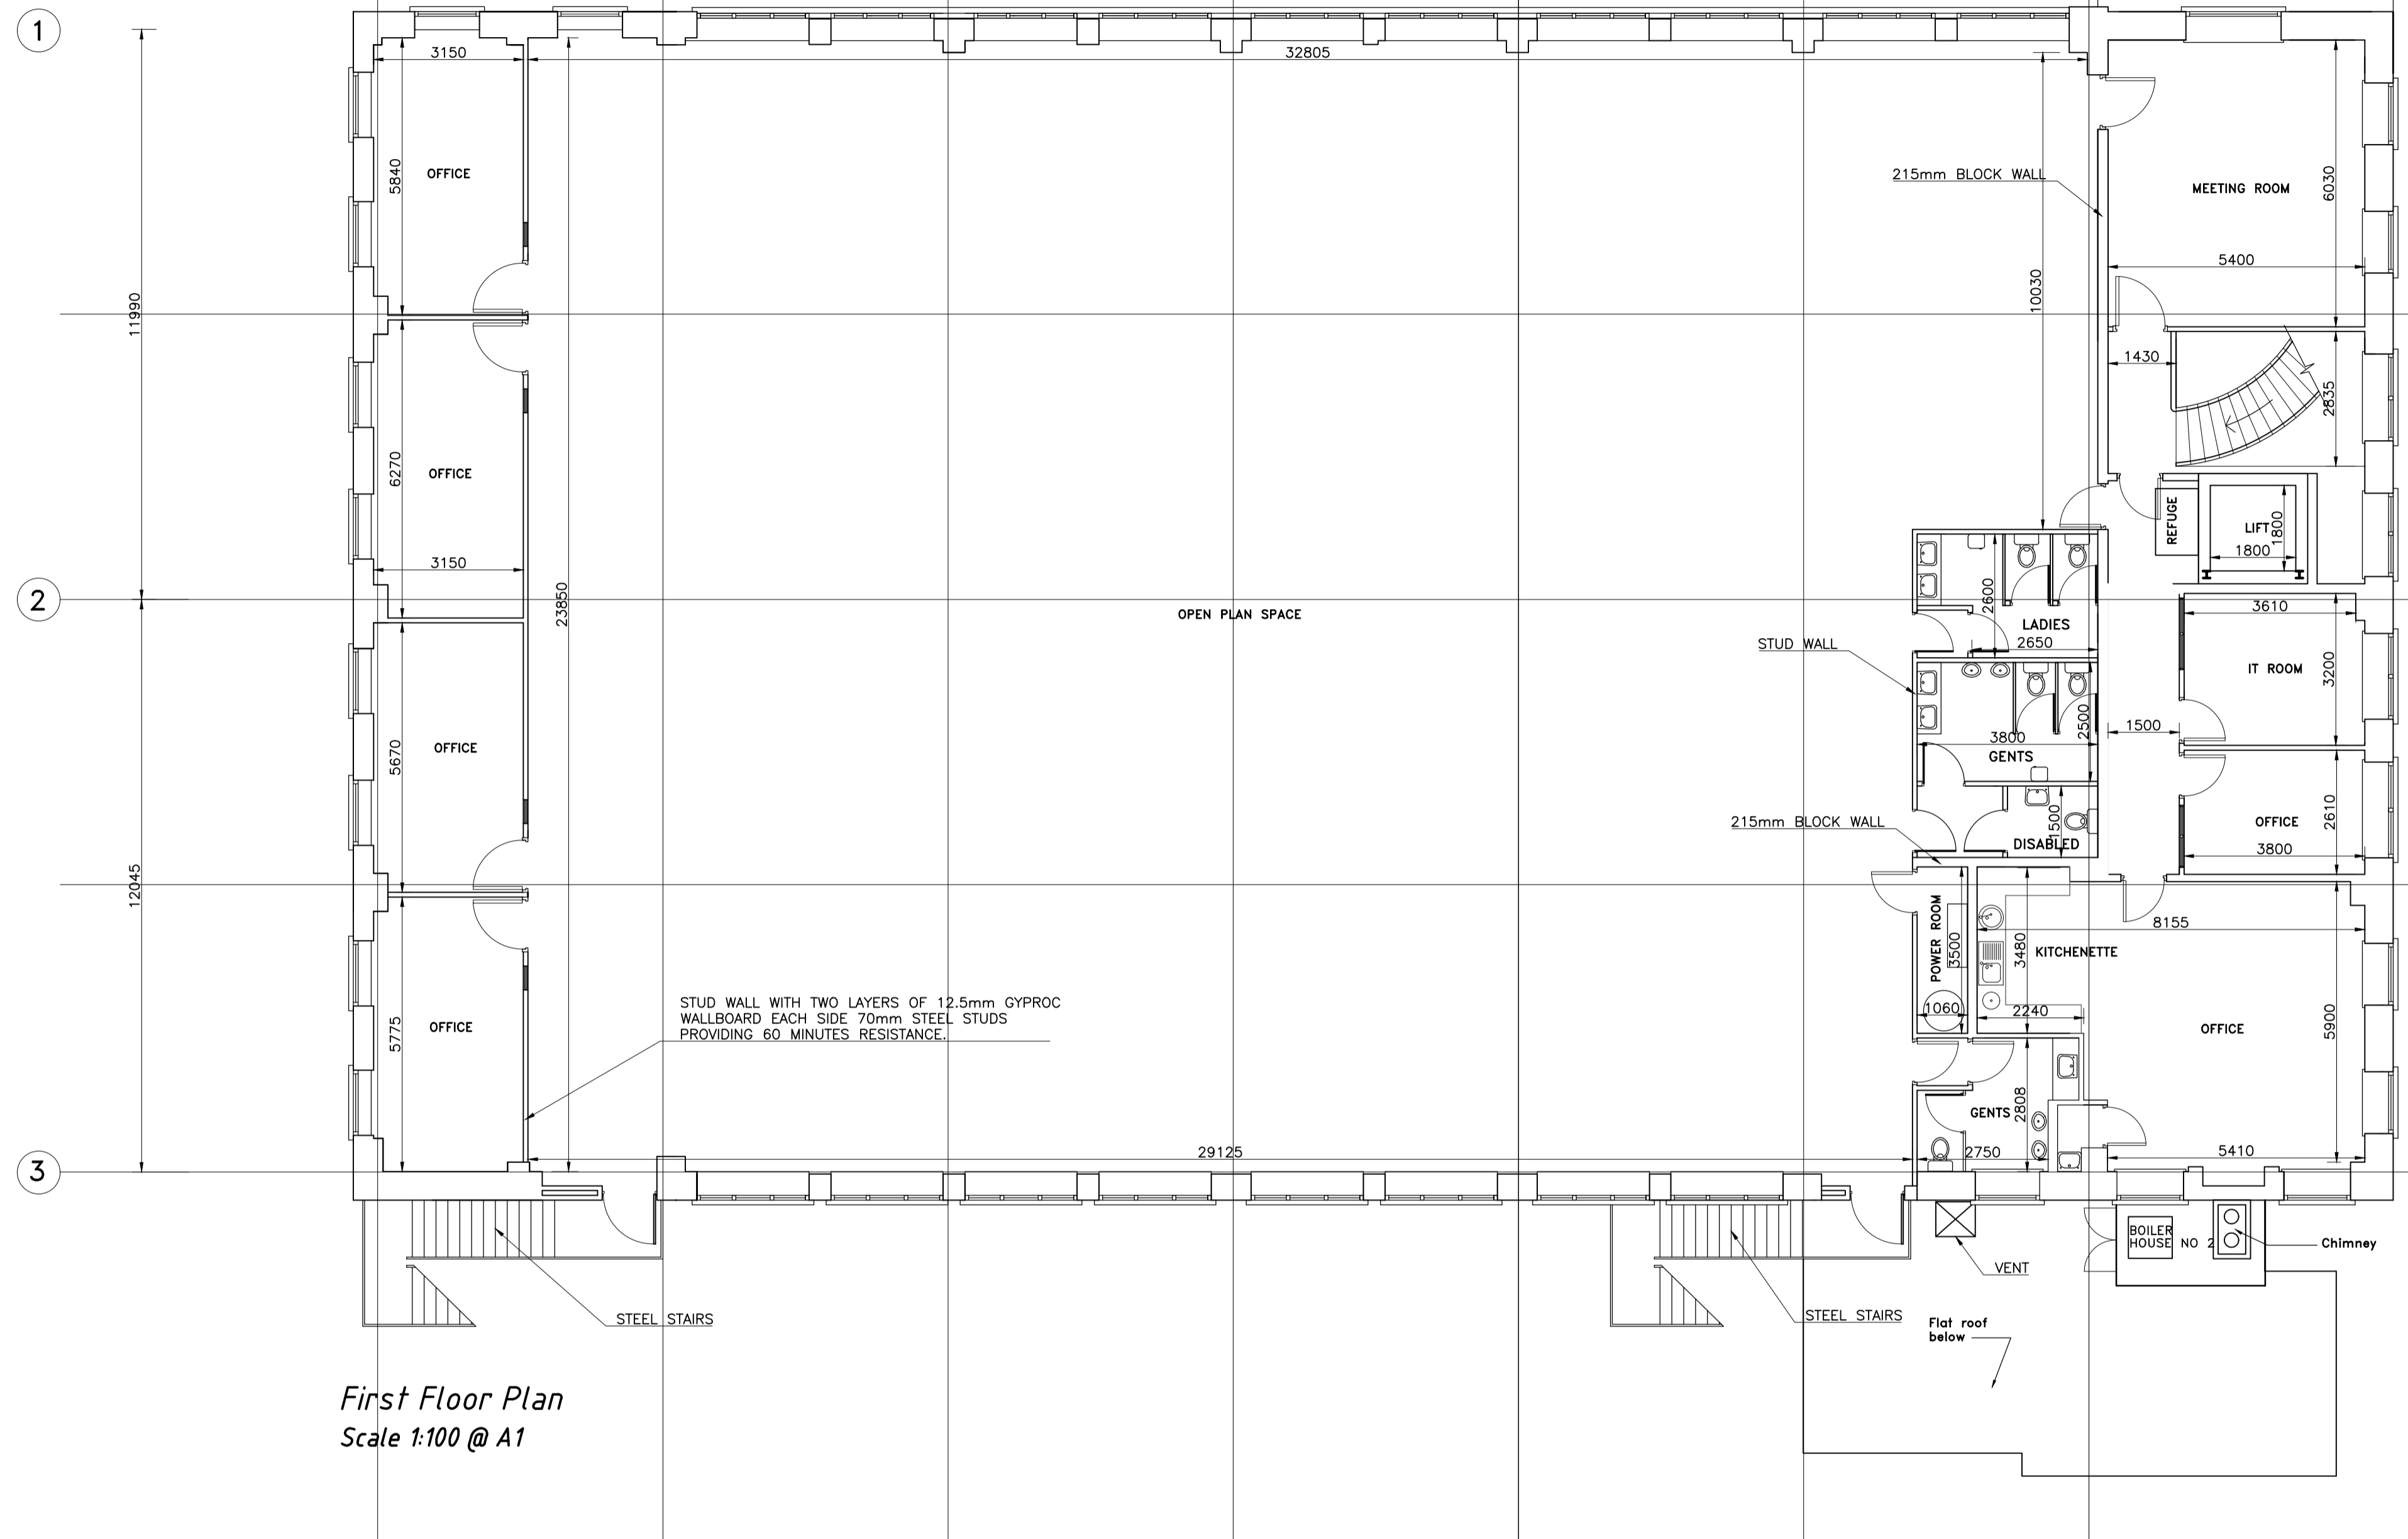 1
3150
32805
5840
OFFICE
215mm BLOCK WALL
MEETING ROOM
6030
5400
10030
11990
1430
2835
6270
OFFICE
REFUGE
LIFT
1800
1800
3150
2
23850
OPEN PLAN SPACE
2600
LADIES
2650
STUD WALL
3610
IT ROOM
3200
5670
OFFICE
3800
GENTS
2500
1500
215mm BLOCK WALL
1500
DISABLED
OFFICE
2610
3800
12045
POWER ROOM
3500
1060
3480
KITCHENETTE
8155
2240
OFFICE
5900
5775
OFFICE
STUD WALL WITH TWO LAYERS OF 12.5mm GYPROC
WALLBOARD EACH SIDE 70mm STEEL STUDS
PROVIDING 60 MINUTES RESISTANCE.
GENTS
2808
29125
2750
5410
3
BOILER
HOUSE NO 2
Chimney
VENT
STEEL STAIRS
STEEL STAIRS
Flat roof
below
First Floor Plan
Scale 1:100 @ A1